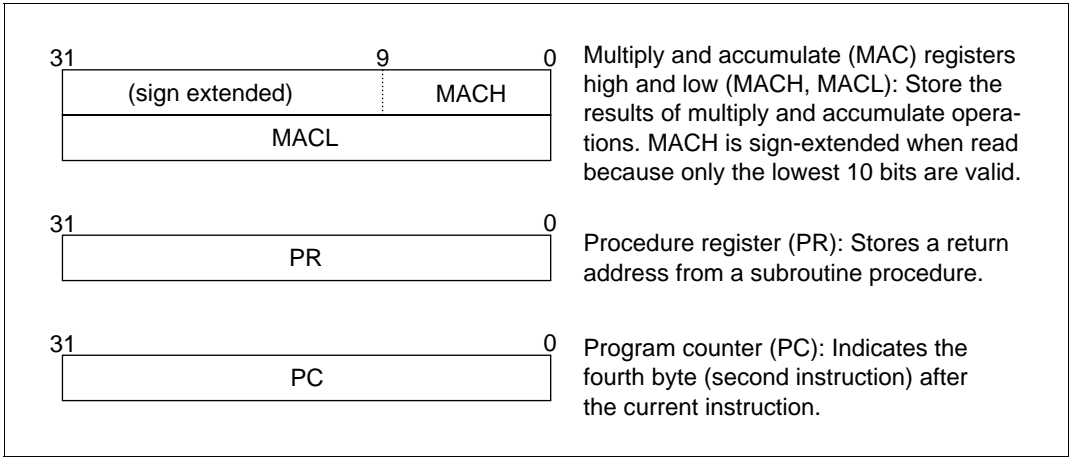 31 9 0
(sign extended) MACH
MACL
Multiply and accumulate (MAC) registers
high and low (MACH, MACL): Store the
results of multiply and accumulate opera-
tions. MACH is sign-extended when read
because only the lowest 10 bits are valid.
31 0
PR
Procedure register (PR): Stores a return
address from a subroutine procedure.
31 0
PC
Program counter (PC): Indicates the
fourth byte (second instruction) after
the current instruction.